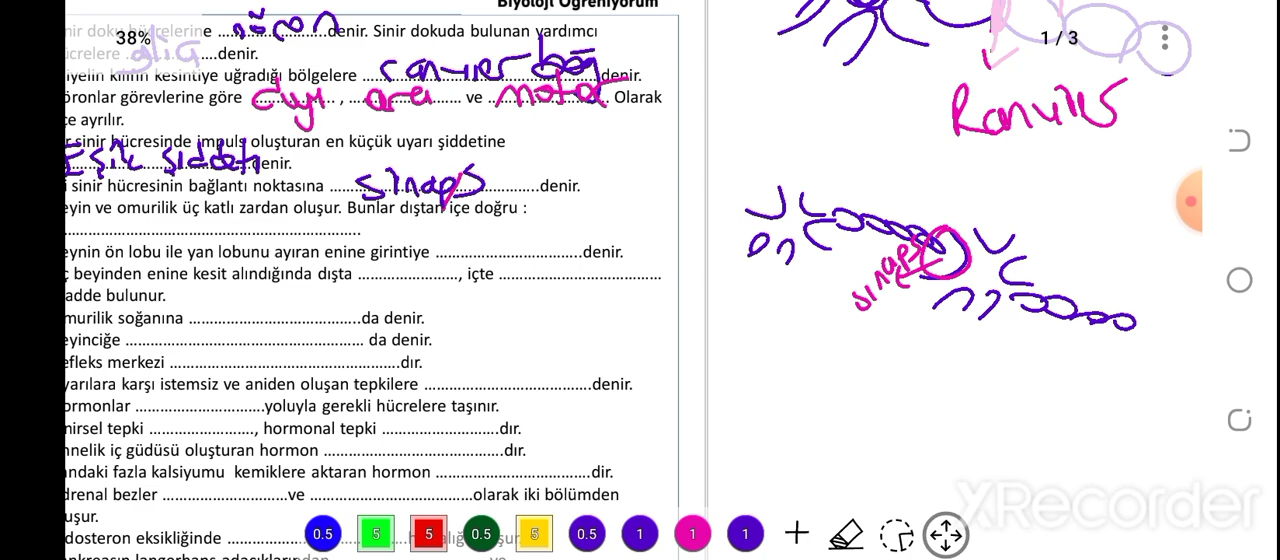 Biyoloji Öğreniyorum
nir doku hücrelerine ...nöron...denir. Sinir dokuda bulunan yardımcı
ücrelere ...glia...denir.
iyelin kılıfın kesintiye uğradığı bölgelere ...ranvier boğ...denir.
öronlar görevlerine göre ...duyu... , ...ara... ve ...motor... Olarak
çe ayrılır.
r sinir hücresinde impuls oluşturan en küçük uyarı şiddetine
Eşik şiddeti denir.
i sinir hücresinin bağlantı noktasına ...sinaps...denir.
eyin ve omurilik üç katlı zardan oluşur. Bunlar dıştan içe doğru :
..................................................................
eynin ön lobu ile yan lobunu ayıran enine girintiye .................................denir.
ç beyinden enine kesit alındığında dışta ......................, içte .....................................
adde bulunur.
murilik soğanına .......................................da denir.
eyinciğe ...................................................... da denir.
efleks merkezi ....................................................dır.
yarılara karşı istemsiz ve aniden oluşan tepkilere ......................................denir.
ormonlar .............................yoluyla gerekli hücrelere taşınır.
nirsel tepki ........................, hormonal tepki ..........................dır.
nnelik iç güdüsü oluşturan hormon .........................................dır.
andaki fazla kalsiyumu kemiklere aktaran hormon ...................................dir.
drenal bezler ............................ve .....................................olarak iki bölümden
uşur.
dosteron eksikliğinde
38%
1 / 3
sinaps
0.5 5 5 0.5 5 0.5 1 1 1
XRecorder